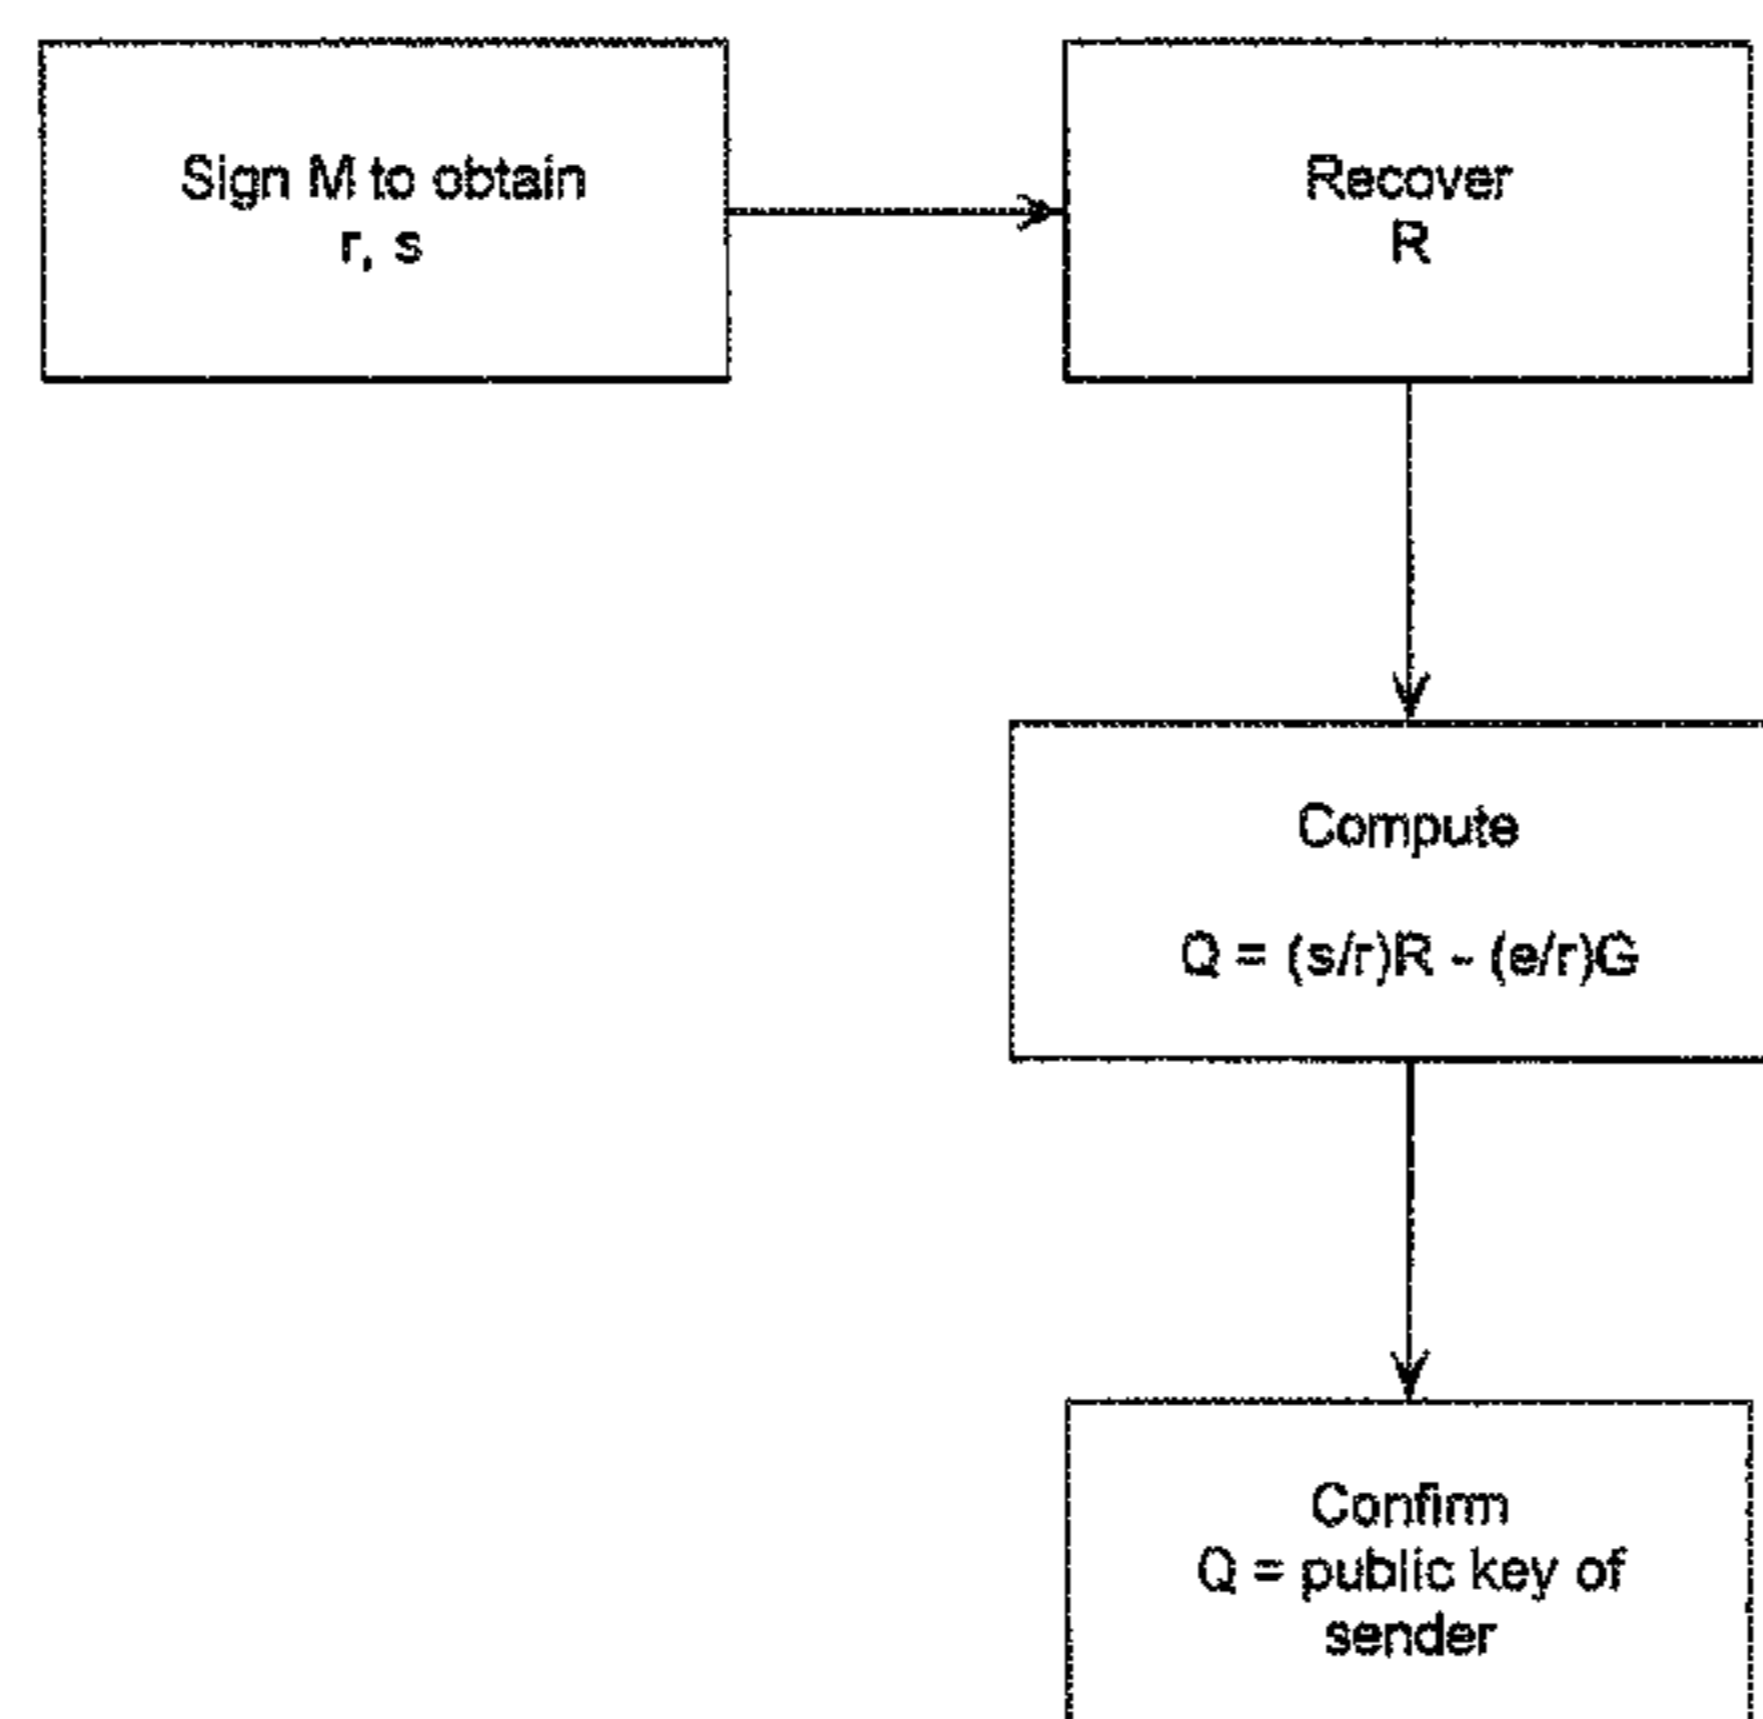 Sign M to obtain
r, s
Recover
R
Compute
Q = (s/r)R - (e/r)G
Confirm
Q = public key of
sender